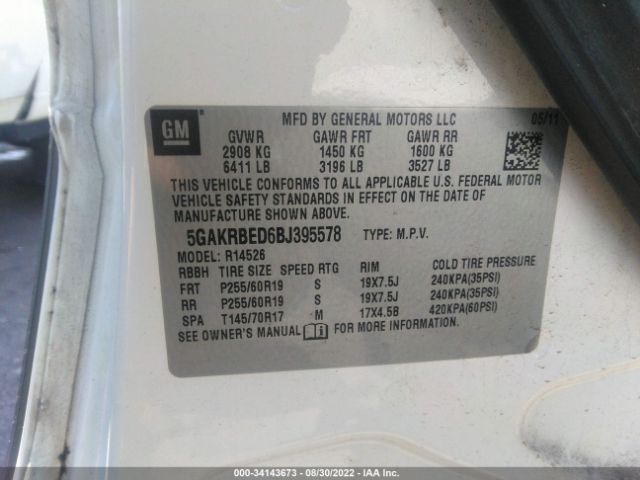 GM
MFD BY GENERAL MOTORS LLC 05/11
GVWR GAWR FRT GAWR RR
2908 KG 1450 KG 1600 KG
6411 LB 3196 LB 3527 LB
THIS VEHICLE CONFORMS TO ALL APPLICABLE U.S. FEDERAL MOTOR
VEHICLE SAFETY STANDARDS IN EFFECT ON THE DATE OF
MANUFACTURE SHOWN ABOVE.
5GAKRBED6BJ395578 TYPE: M.P.V.
MODEL: R14526
RBBH TIRE SIZE SPEED RTG RIM COLD TIRE PRESSURE
FRT P255/60R19 S 19X7.5J 240KPA(35PSI)
RR P255/60R19 S 19X7.5J 240KPA(35PSI)
SPA T145/70R17 M 17X4.5B 420KPA(60PSI)
SEE OWNER'S MANUAL FOR MORE INFORMATION.
000-34143673 - 08/30/2022 - IAA Inc.